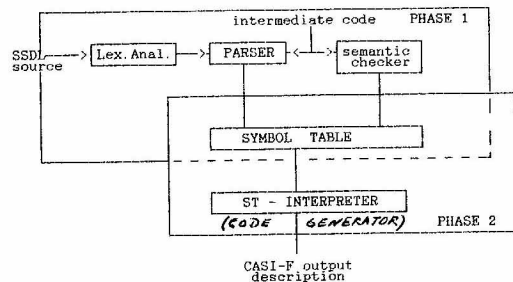 intermediate code
PHASE 1
SSDL source
Lex.Anal.
PARSER
semantic checker
SYMBOL TABLE
ST - INTERPRETER
(CODE GENERATOR)
PHASE 2
CASI-F output
description